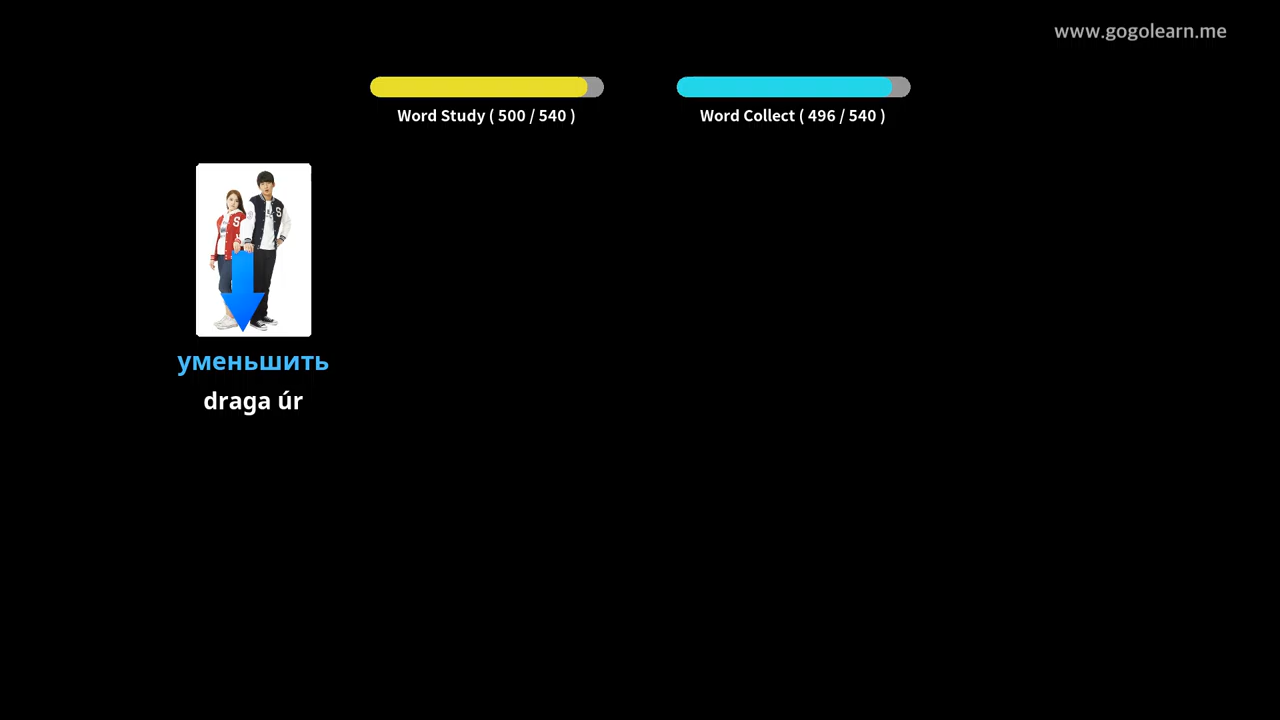 www.gogolearn.me
Word Study ( 500 / 540 )
Word Collect ( 496 / 540 )
S
S
уменьшить
draga úr